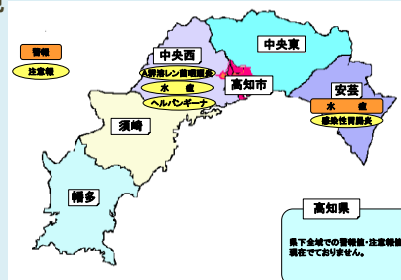 警報
注意報
中央西
A群溶レン菌咽頭炎
水　痘
ヘルパンギーナ
中央東
高知市
安芸
水　痘
感染性胃腸炎
須崎
幡多
高知県
県下全域での警報値・注意報値
現在でておりません。